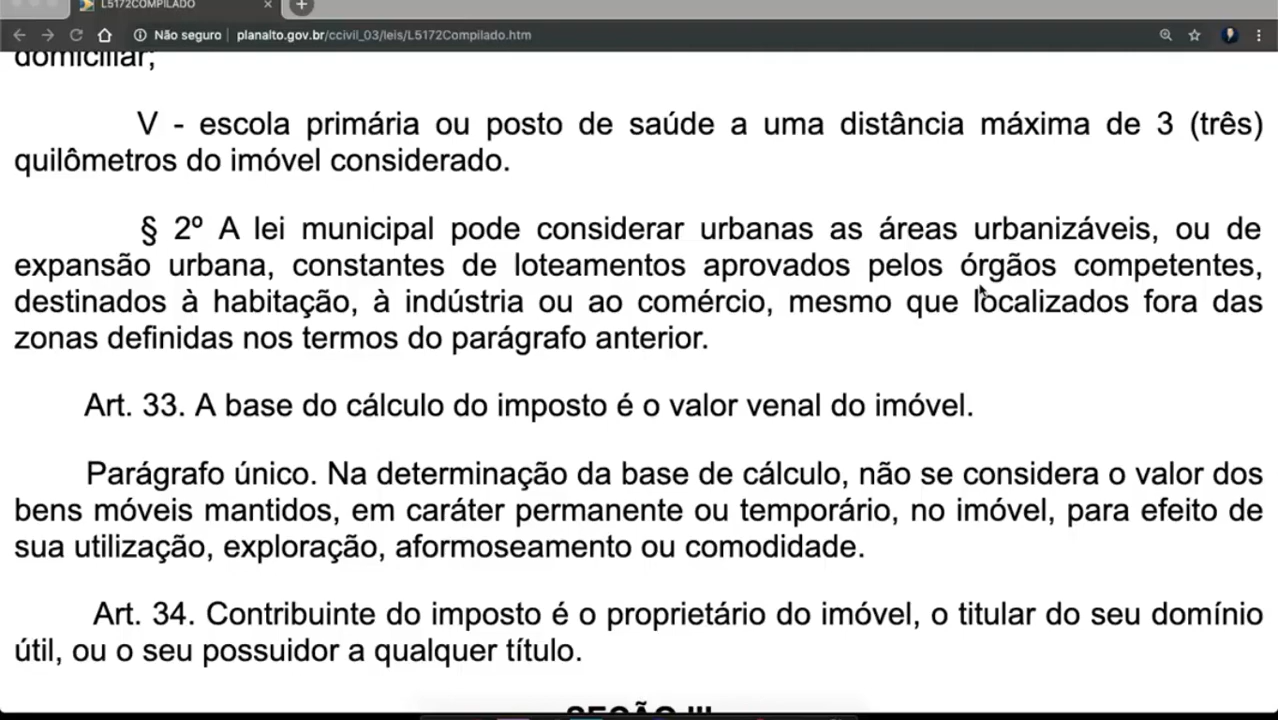 L5172COMPILADO
Não seguro | planalto.gov.br/ccivil_03/leis/L5172Compilado.htm
domiciliar;
V - escola primária ou posto de saúde a uma distância máxima de 3 (três)
quilômetros do imóvel considerado.
§ 2º A lei municipal pode considerar urbanas as áreas urbanizáveis, ou de
expansão urbana, constantes de loteamentos aprovados pelos órgãos competentes,
destinados à habitação, à indústria ou ao comércio, mesmo que localizados fora das
zonas definidas nos termos do parágrafo anterior.
Art. 33. A base do cálculo do imposto é o valor venal do imóvel.
Parágrafo único. Na determinação da base de cálculo, não se considera o valor dos
bens móveis mantidos, em caráter permanente ou temporário, no imóvel, para efeito de
sua utilização, exploração, aformoseamento ou comodidade.
Art. 34. Contribuinte do imposto é o proprietário do imóvel, o titular do seu domínio
útil, ou o seu possuidor a qualquer título.
SEÇÃO III